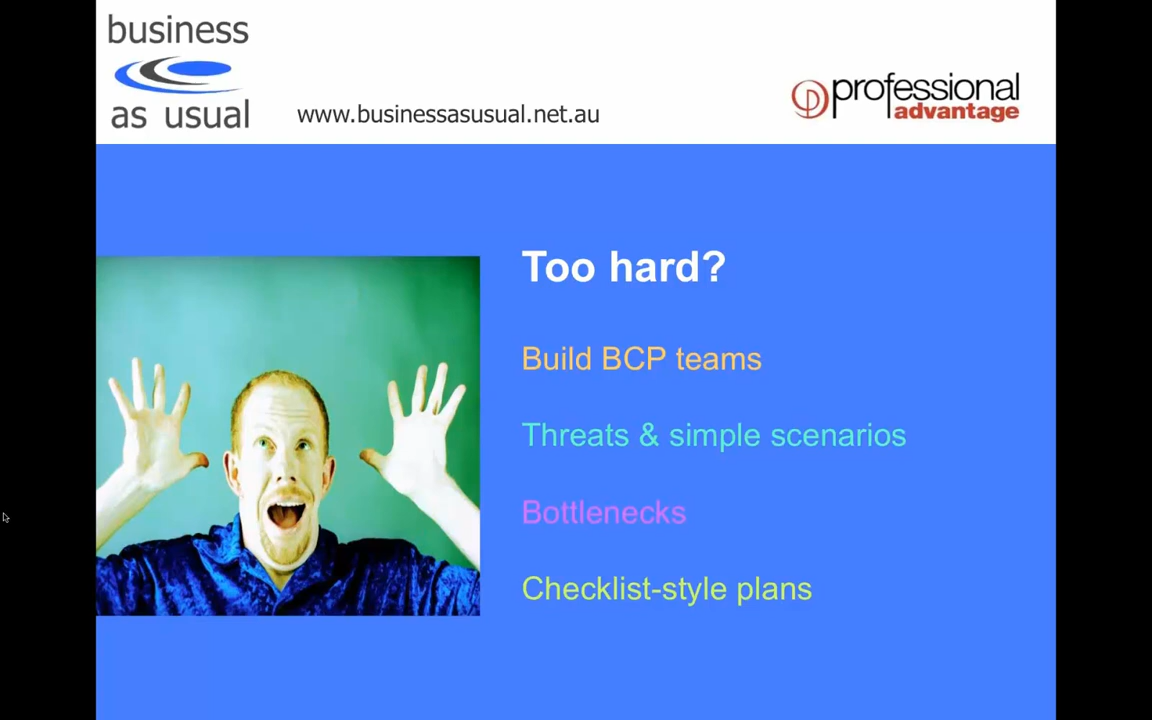 business
as usual
www.businessasusual.net.au
professional
advantage
Too hard?
Build BCP teams
Threats & simple scenarios
Bottlenecks
Checklist-style plans